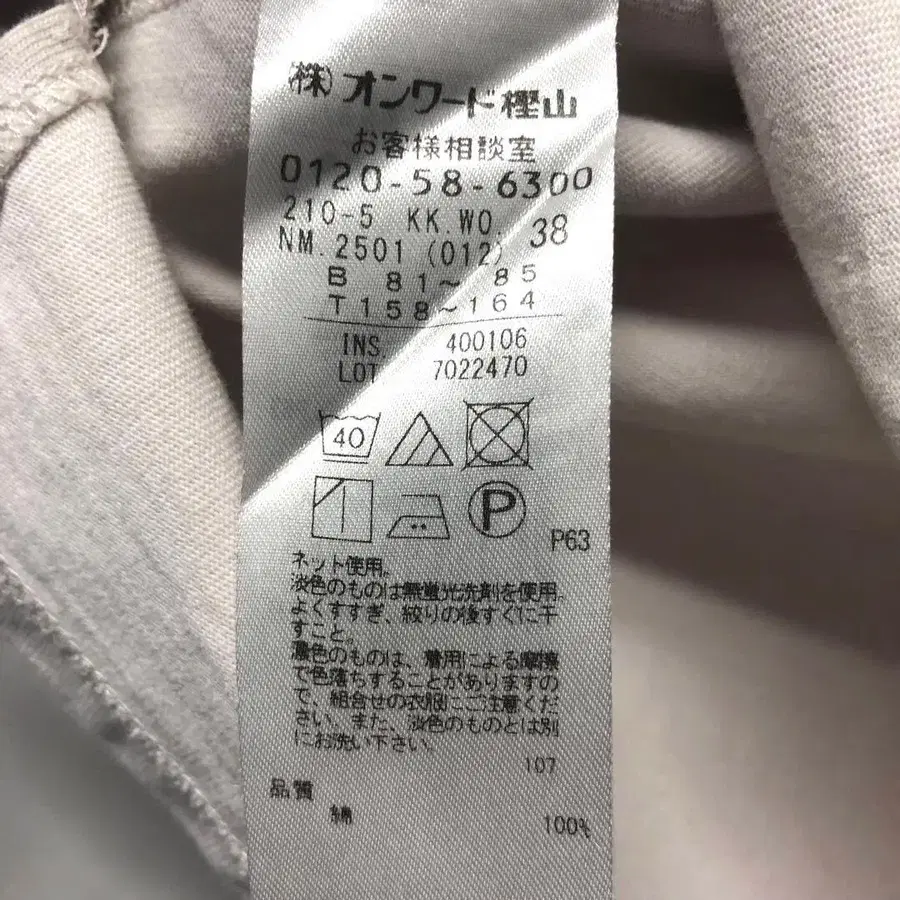 (株)オンワード樫山
お客様相談室
0120-58-6300
210-5 KK.WO. 38
NM.2501 (012)
B 81～ 85
T158～164
INS. 400106
LOT. 7022470
40
P
P63
ネット使用。
淡色のものは無蛍光洗剤を使用。
よくすすぎ、絞りの後すぐに干
すこと。
濃色のものは、着用による摩擦
で色落ちすることがありますの
で、組合せの衣服にご注意くだ
さい。また、淡色のものとは別
にお洗い下さい。
107
品質
綿 100%